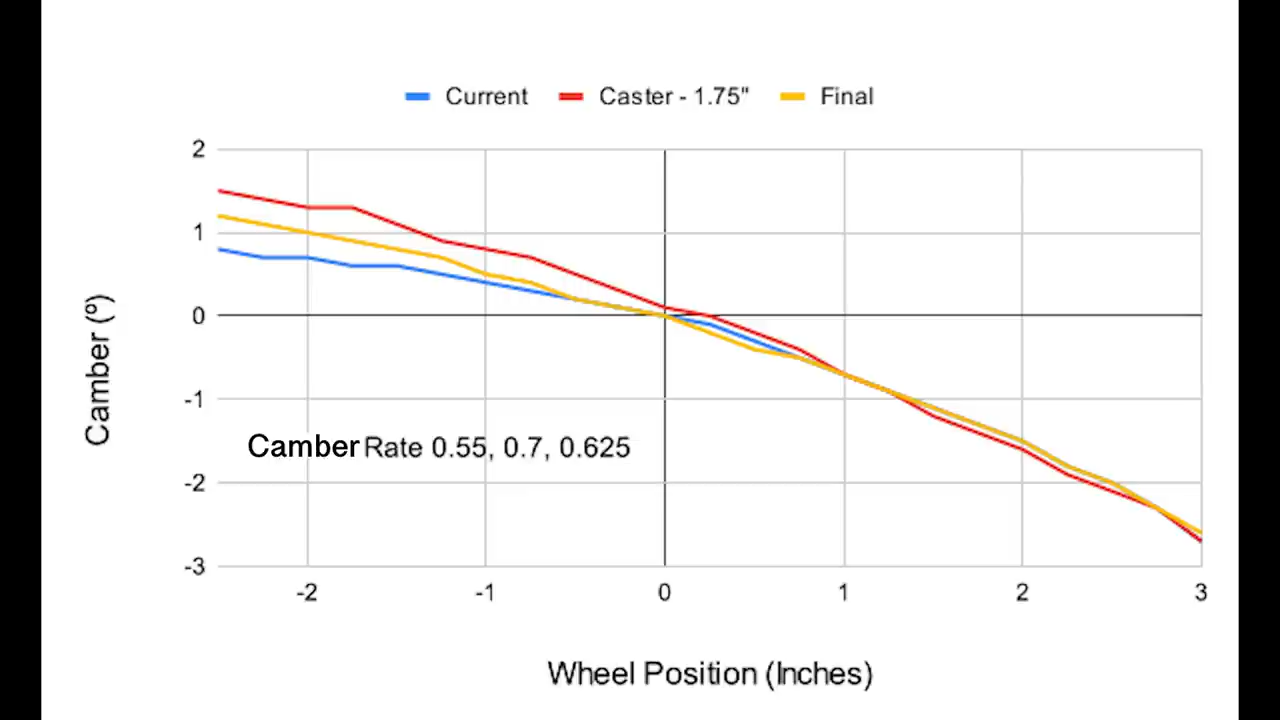 Current Caster - 1.75" Final
2
1
0
-1
-2
-3
Camber (º)
Camber Rate 0.55, 0.7, 0.625
-2 -1 0 1 2 3
Wheel Position (Inches)